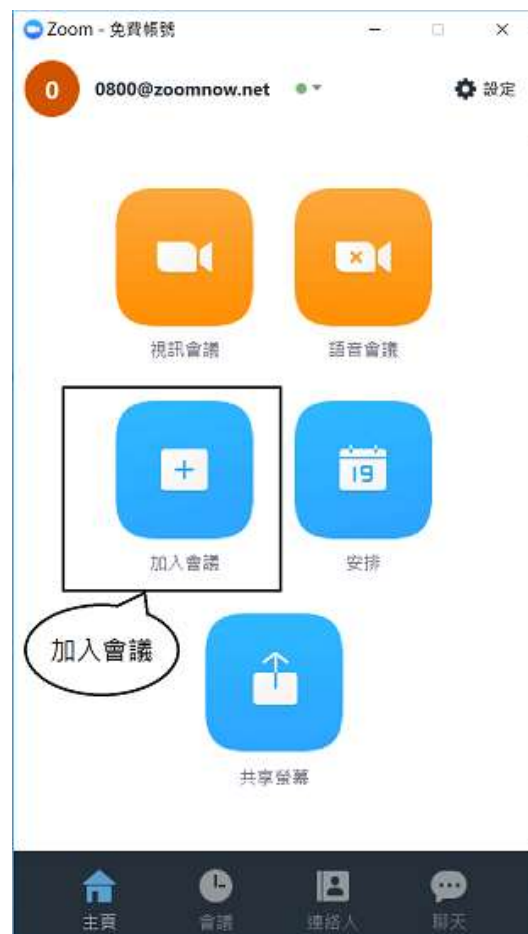 Zoom - 免費帳號
0
0800@zoomnow.net
設定
視訊會議
語音會議
加入會議
19
安排
加入會議
共享螢幕
主頁
會議
連絡人
聊天